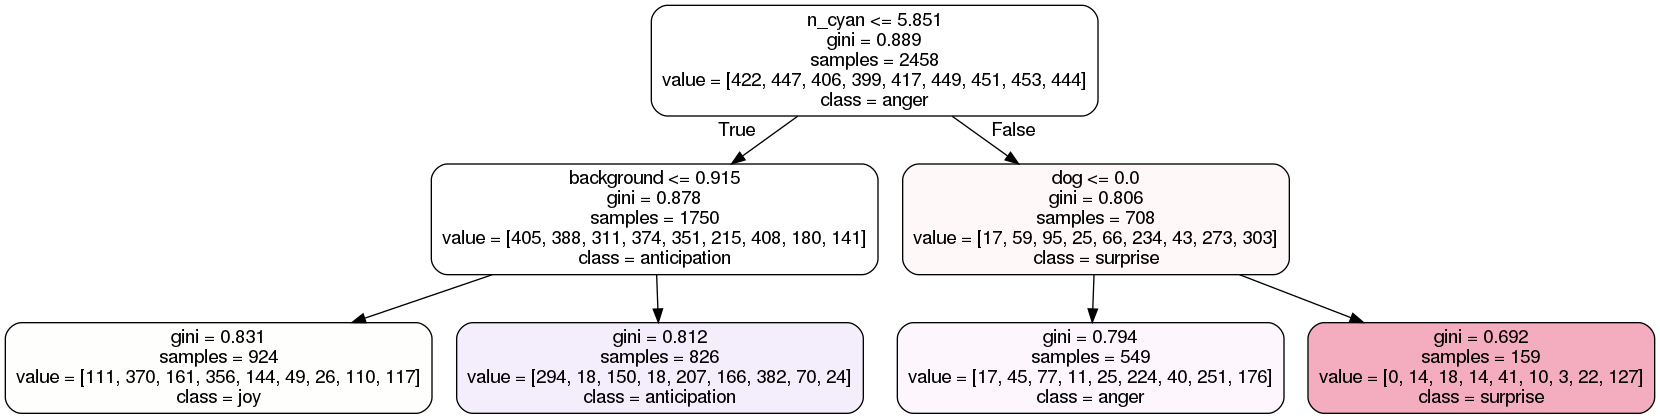 n_cyan <= 5.851
gini = 0.889
samples = 2458
value = [422, 447, 406, 399, 417, 449, 451, 453, 444]
class = anger
True
False
background <= 0.915
gini = 0.878
samples = 1750
value = [405, 388, 311, 374, 351, 215, 408, 180, 141]
class = anticipation
dog <= 0.0
gini = 0.806
samples = 708
value = [17, 59, 95, 25, 66, 234, 43, 273, 303]
class = surprise
gini = 0.831
samples = 924
value = [111, 370, 161, 356, 144, 49, 26, 110, 117]
class = joy
gini = 0.812
samples = 826
value = [294, 18, 150, 18, 207, 166, 382, 70, 24]
class = anticipation
gini = 0.794
samples = 549
value = [17, 45, 77, 11, 25, 224, 40, 251, 176]
class = anger
gini = 0.692
samples = 159
value = [0, 14, 18, 14, 41, 10, 3, 22, 127]
class = surprise